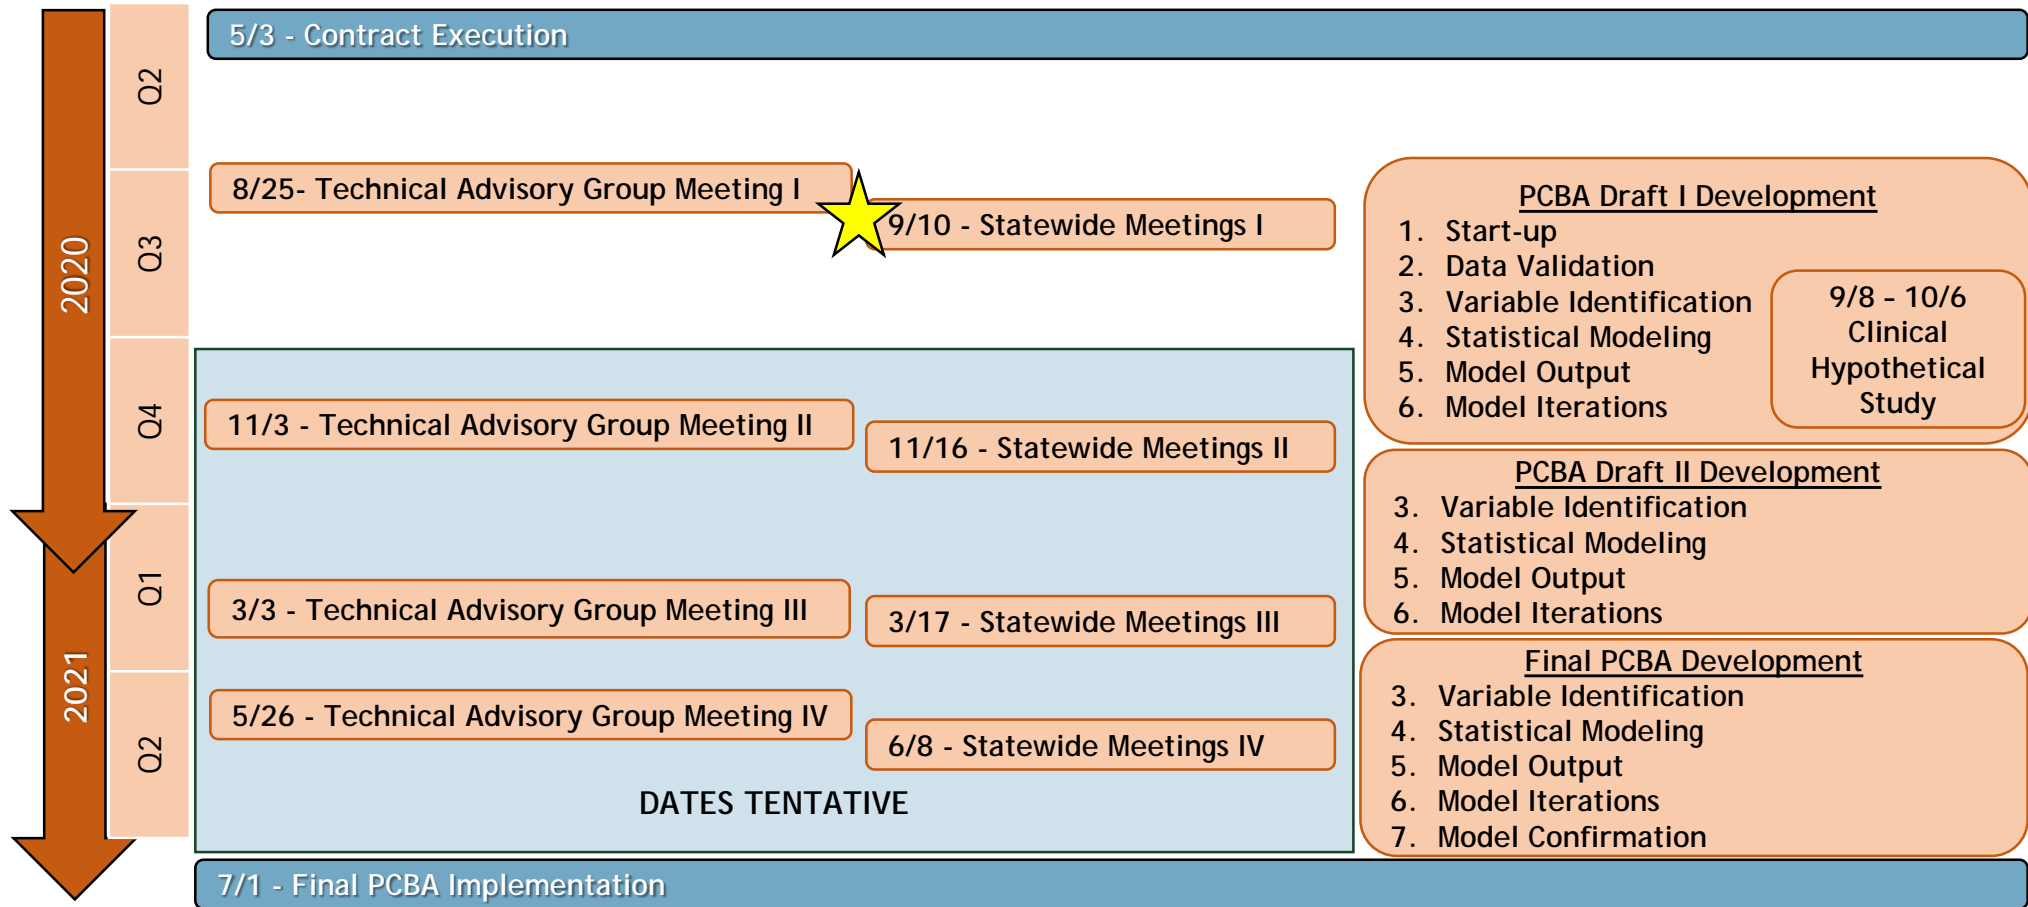 5/3 - Contract Execution
2020
2021
Q2
Q3
Q4
Q1
Q2
8/25- Technical Advisory Group Meeting I
9/10 - Statewide Meetings I
11/3 - Technical Advisory Group Meeting II
11/16 - Statewide Meetings II
3/3 - Technical Advisory Group Meeting III
3/17 - Statewide Meetings III
5/26 - Technical Advisory Group Meeting IV
6/8 - Statewide Meetings IV
DATES TENTATIVE
PCBA Draft I Development
1. Start-up
2. Data Validation
3. Variable Identification
4. Statistical Modeling
5. Model Output
6. Model Iterations
9/8 - 10/6
Clinical
Hypothetical
Study
PCBA Draft II Development
3. Variable Identification
4. Statistical Modeling
5. Model Output
6. Model Iterations
Final PCBA Development
3. Variable Identification
4. Statistical Modeling
5. Model Output
6. Model Iterations
7. Model Confirmation
7/1 - Final PCBA Implementation